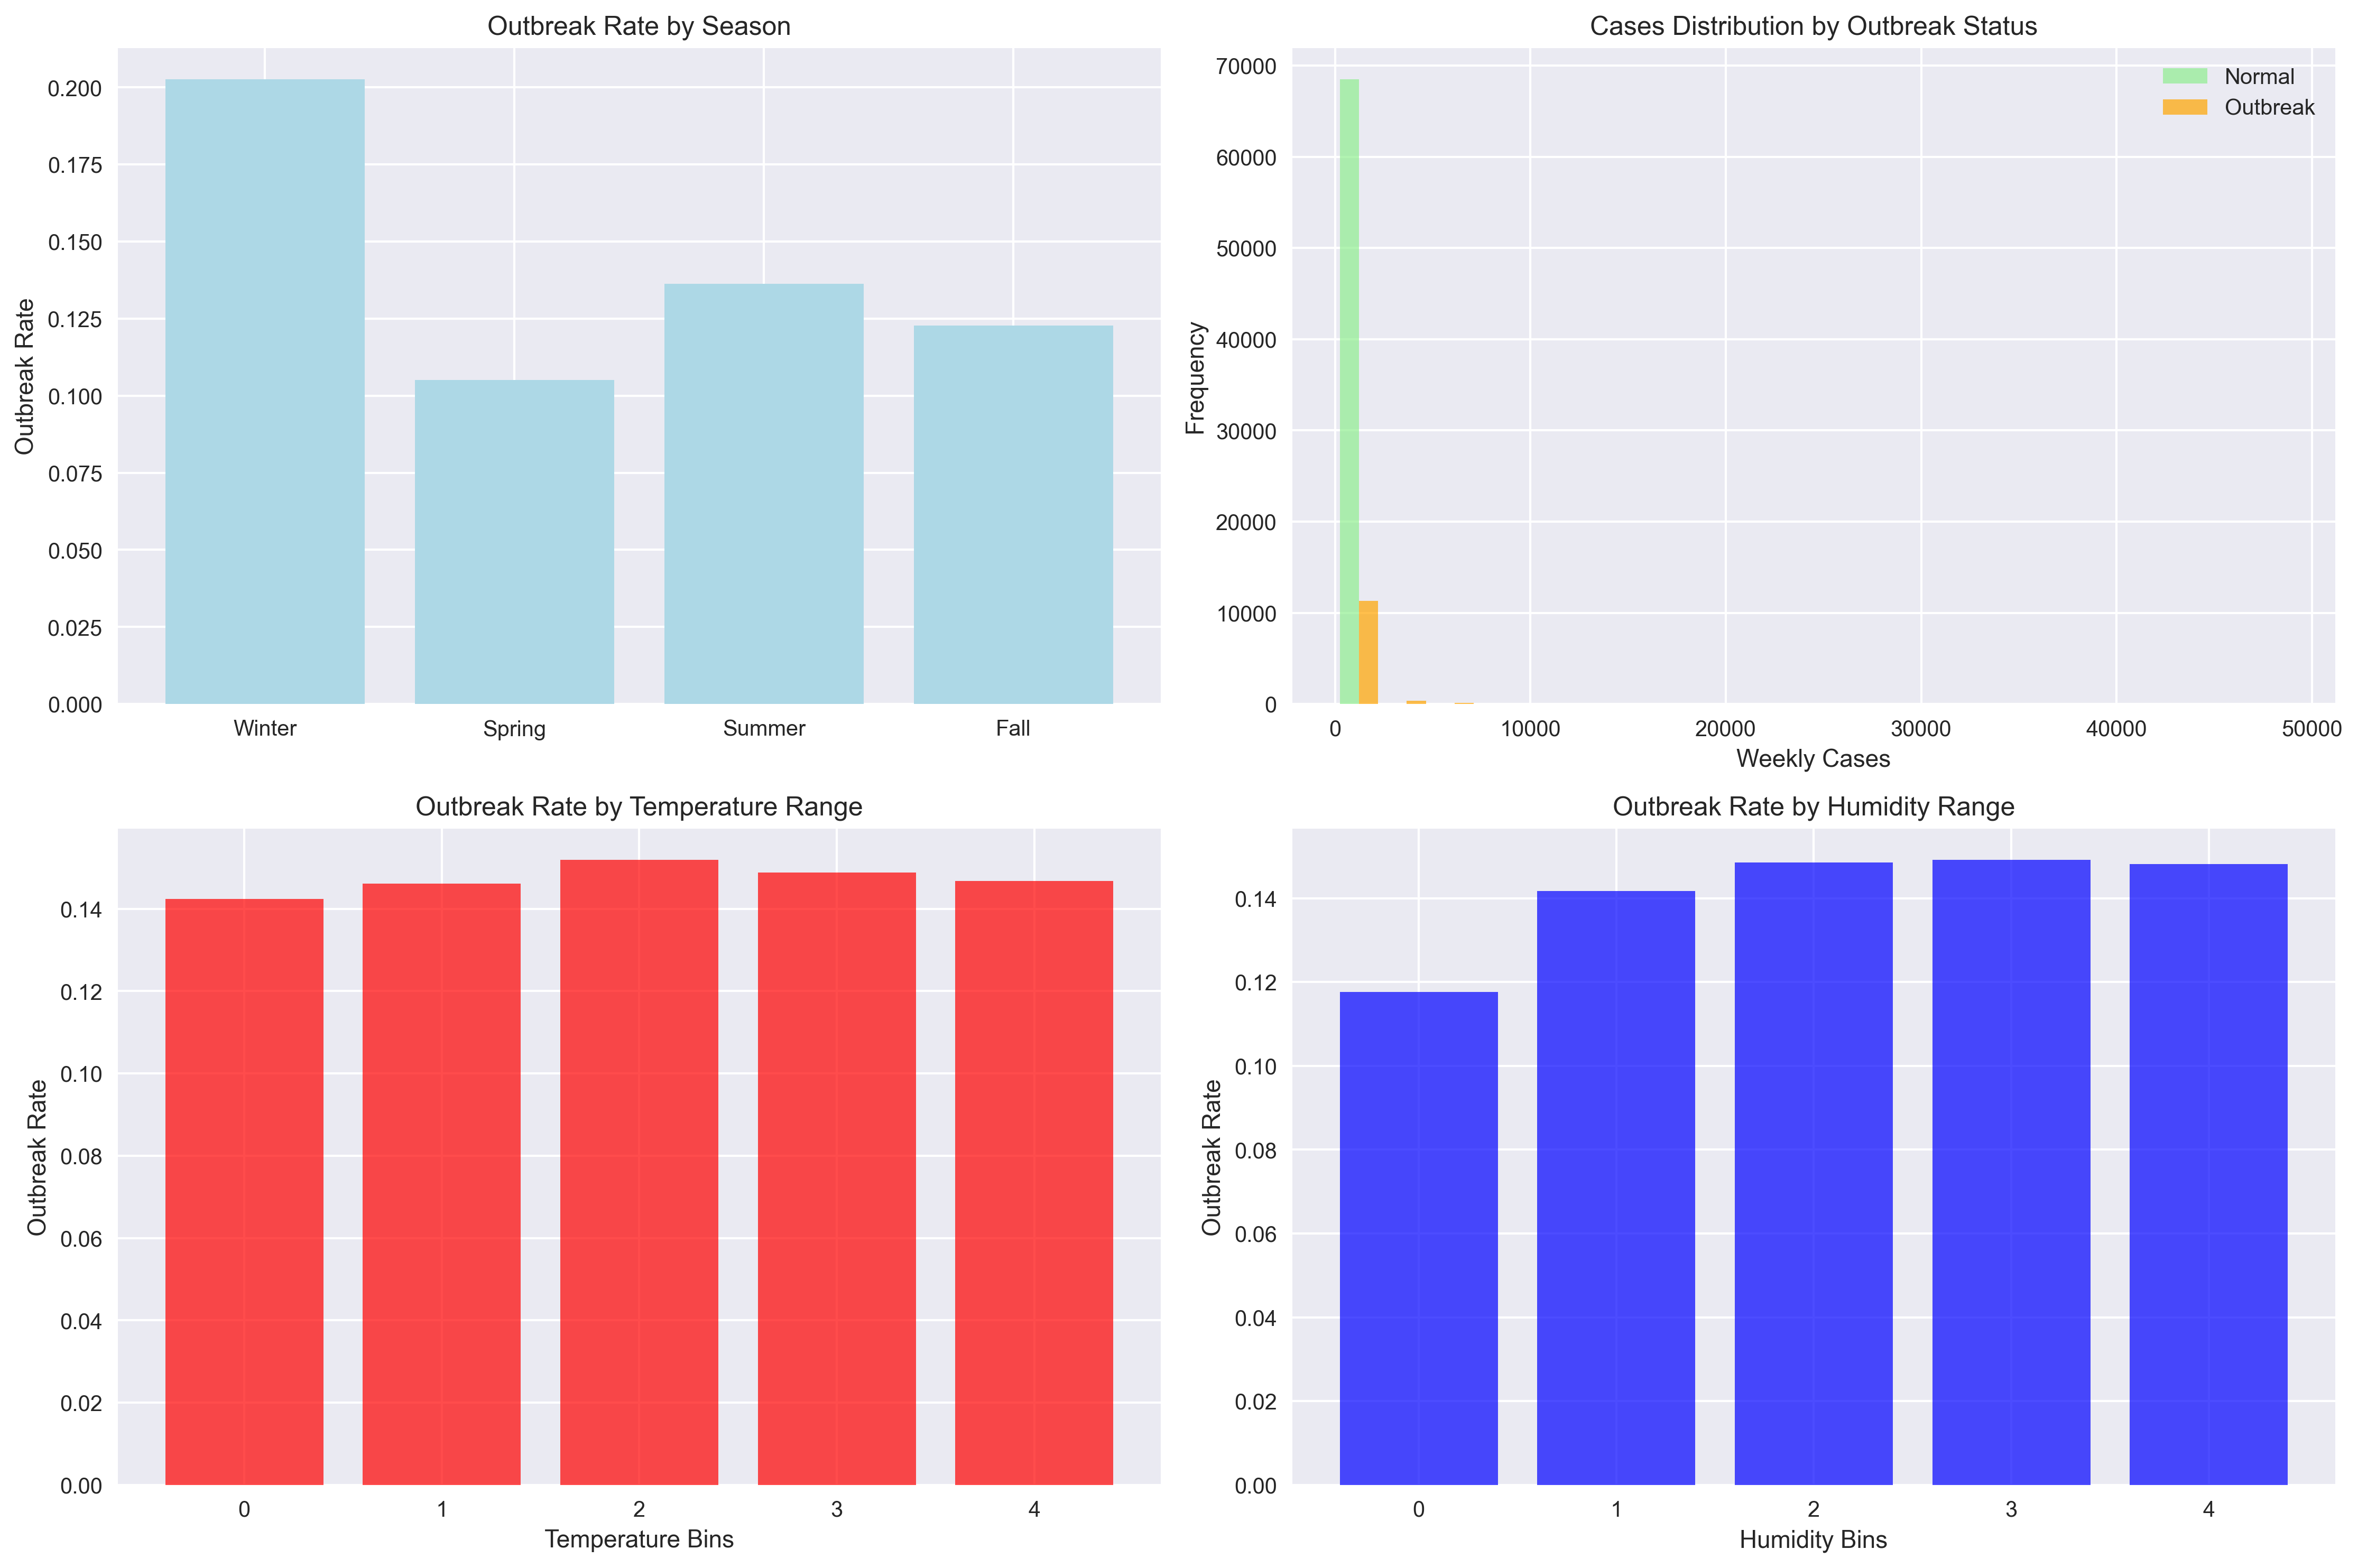 Outbreak Rate by Season
Outbreak Rate
0.200
0.175
0.150
0.125
0.100
0.075
0.050
0.025
0.000
Winter Spring Summer Fall
Cases Distribution by Outbreak Status
Frequency
70000
60000
50000
40000
30000
20000
10000
0
Normal
Outbreak
0 10000 20000 30000 40000 50000
Weekly Cases
Outbreak Rate by Temperature Range
Outbreak Rate
0.14
0.12
0.10
0.08
0.06
0.04
0.02
0.00
0 1 2 3 4
Temperature Bins
Outbreak Rate by Humidity Range
Outbreak Rate
0.14
0.12
0.10
0.08
0.06
0.04
0.02
0.00
0 1 2 3 4
Humidity Bins